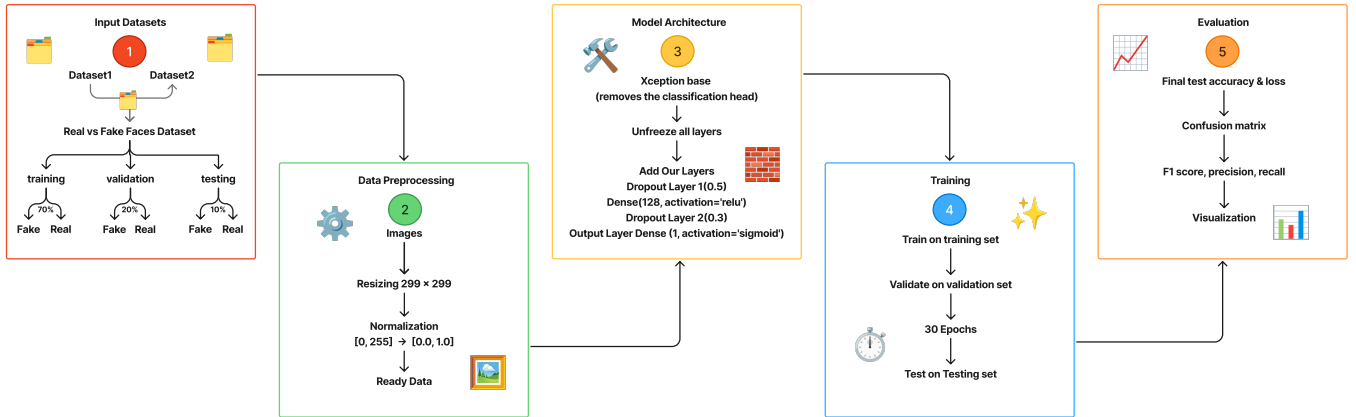 Input Datasets
1
Dataset1 Dataset2
Real vs Fake Faces Dataset
training validation testing
70% 20% 10%
Fake Real Fake Real Fake Real
Data Preprocessing
2
Images
Resizing 299 × 299
Normalization
[0, 255] → [0.0, 1.0]
Ready Data
Model Architecture
3
Xception base
(removes the classification head)
Unfreeze all layers
Add Our Layers
Dropout Layer 1(0.5)
Dense(128, activation='relu')
Dropout Layer 2(0.3)
Output Layer Dense (1, activation='sigmoid')
Training
4
Train on training set
Validate on validation set
30 Epochs
Test on Testing set
Evaluation
5
Final test accuracy & loss
Confusion matrix
F1 score, precision, recall
Visualization